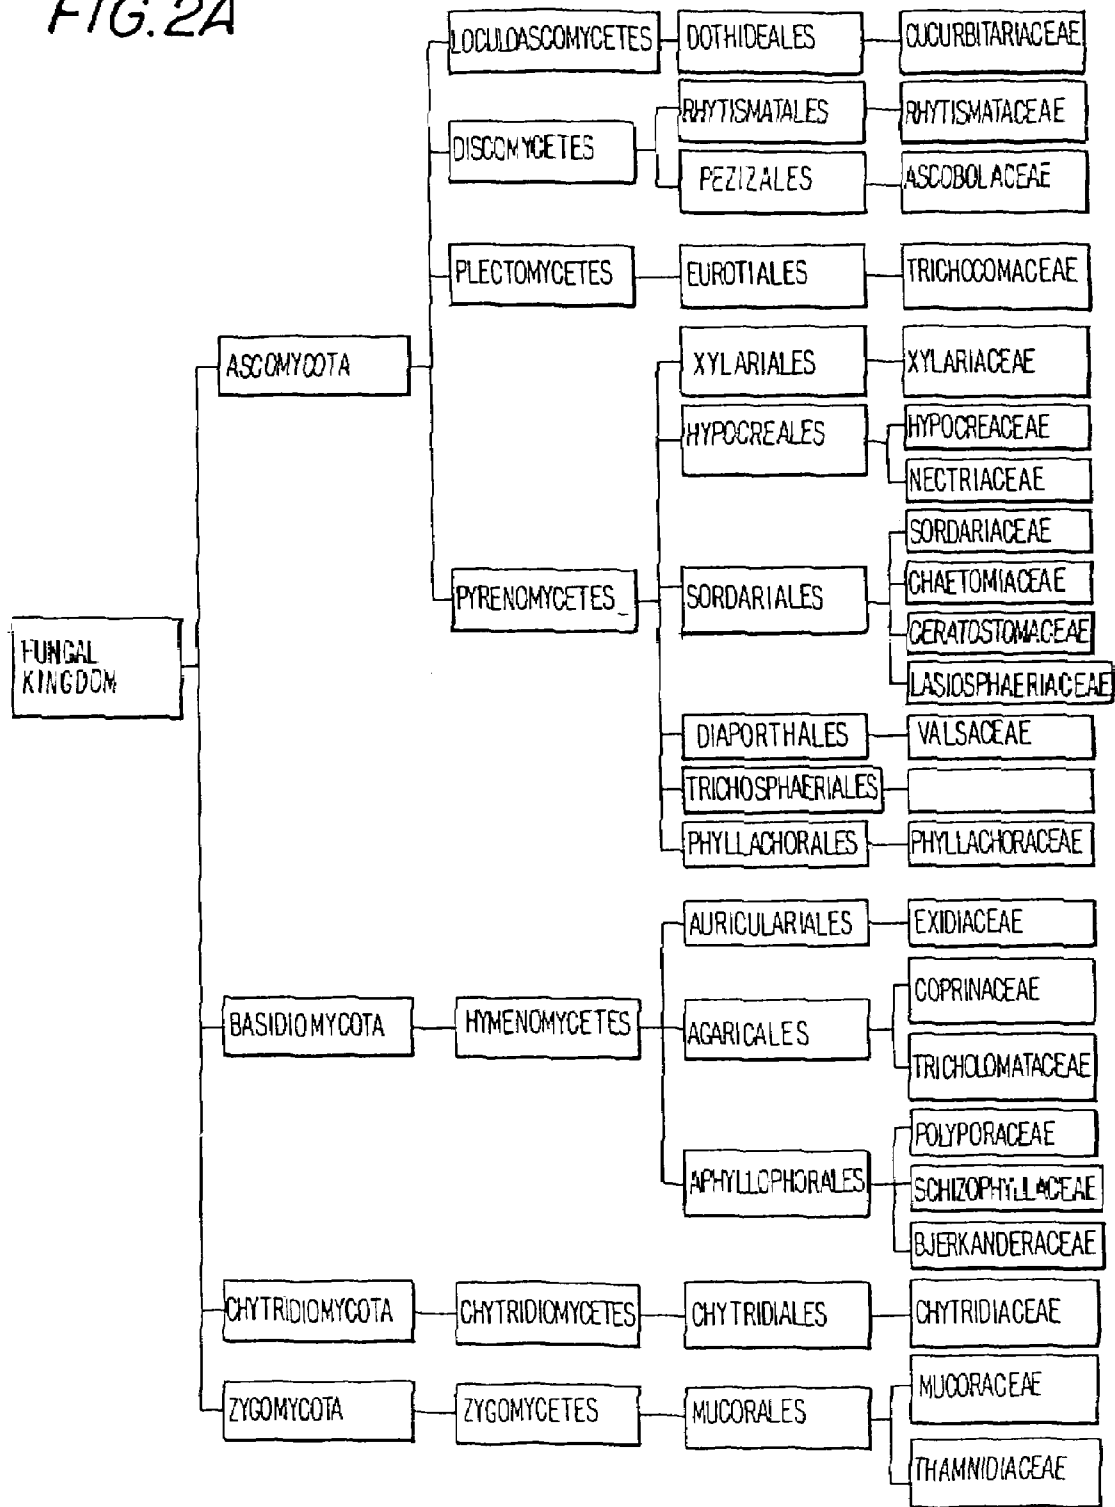 FIG. 2A
LOCULOASCOMYCETES
DOTHIDEALES
CUCURBITARIACEAE
DISCOMYCETES
RHYTISMATALES
RHYTISMATACEAE
PEZIZALES
ASCOBOLACEAE
PLECTOMYCETES
EUROTIALES
TRICHOCOMACEAE
ASCOMYCOTA
XYLARIALES
XYLARIACEAE
HYPOCREALES
HYPOCREACEAE
NECTRIACEAE
PYRENOMYCETES
SORDARIALES
SORDARIACEAE
CHAETOMIACEAE
CERATOSTOMACEAE
LASIOSPHAERIACEAE
FUNGAL
KINGDOM
DIAPORTHALES
VALSACEAE
TRICHOSPHAERIALES
PHYLLACHORALES
PHYLLACHORACEAE
AURICULARIALES
EXIDIACEAE
BASIDIOMYCOTA
HYMENOMYCETES
AGARICALES
COPRINACEAE
TRICHOLOMATACEAE
APHYLLOPHORALES
POLYPORACEAE
SCHIZOPHYLLACEAE
BJERKANDERACEAE
CHYTRIDIOMYCOTA
CHYTRIDIOMYCETES
CHYTRIDIALES
CHYTRIDIACEAE
ZYGOMYCOTA
ZYGOMYCETES
MUCORALES
MUCORACEAE
THAMNIDIACEAE